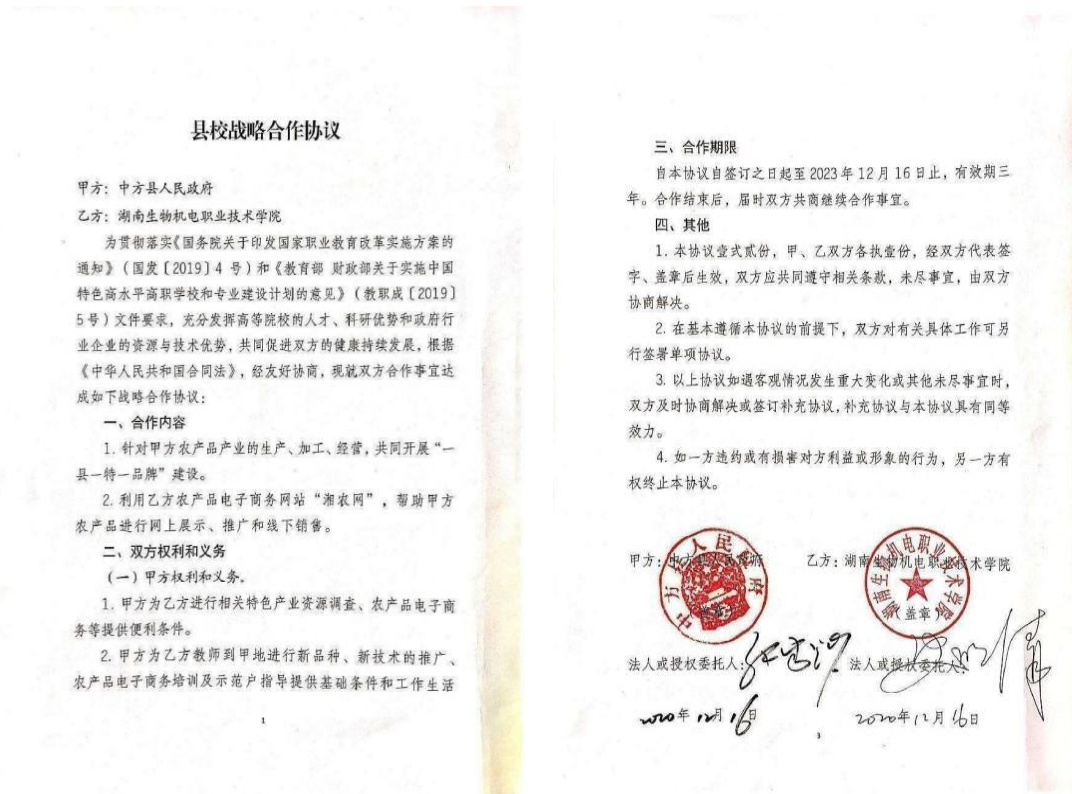 县校战略合作协议
甲方：中方县人民政府
乙方：湖南生物机电职业技术学院
为贯彻落实《国务院关于印发国家职业教育改革实施方案的
通知》（国发〔2019〕4 号）和《教育部 财政部关于实施中国
特色高水平高职学校和专业建设计划的意见》（教职成〔2019〕
5号）文件要求，充分发挥高等院校的人才、科研优势和政府行
业企业的资源与技术优势，共同促进双方的健康持续发展，根据
《中华人民共和国合同法》，经友好协商，现就双方合作事宜达
成如下战略合作协议：
一、合作内容
1. 针对甲方农产品产业的生产、加工、经营，共同开展“一
县一特一品牌”建设。
2. 利用乙方农产品电子商务网站“湘农网”，帮助甲方
农产品进行网上展示、推广和线下销售。
二、双方权利和义务
（一）甲方权利和义务。
1. 甲方为乙方进行相关特色产业资源调查、农产品电子商
务等提供便利条件。
2. 甲方为乙方教师到甲地进行新品种、新技术的推广、
农产品电子商务培训及示范户指导提供基础条件和工作生活
1
三、合作期限
自本协议自签订之日起至 2023 年 12 月 16 日止，有效期三
年。合作结束后，届时双方共商继续合作事宜。
四、其他
1. 本协议壹式贰份，甲、乙双方各执壹份，经双方代表签
字、盖章后生效，双方应共同遵守相关条款，未尽事宜，由双方
协商解决。
2. 在基本遵循本协议的前提下，双方对有关具体工作可另
行签署单项协议。
3. 以上协议如遇客观情况发生重大变化或其他未尽事宜时，
双方及时协商解决或签订补充协议，补充协议与本协议具有同等
效力。
4. 如一方违约或有损害对方利益或形象的行为，另一方有
权终止本协议。
甲方：中方县人民政府
乙方：湖南生物机电职业技术学院
中方县人民政府
湖南生物机电职业技术学院
（盖章）
法人或授权委托人：
法人或授权委托人：
2020年12月16日
2020年12月16日
3